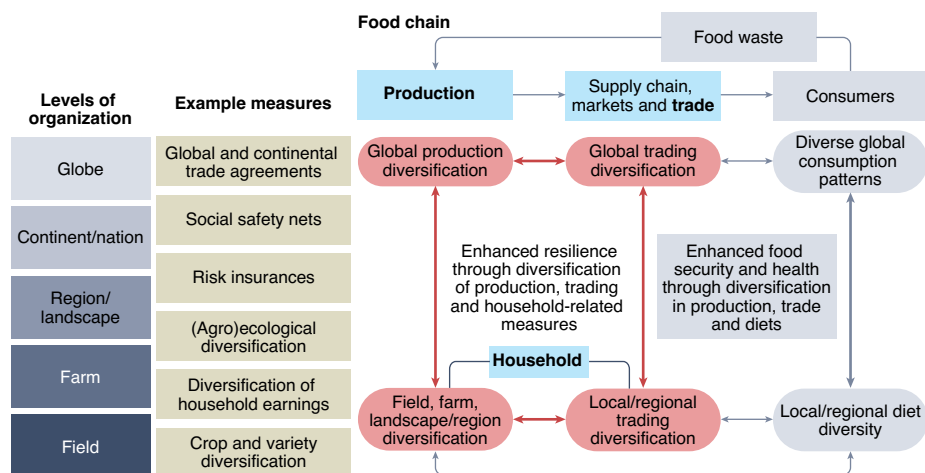 Food chain
Food waste
Levels of
organization
Example measures
Production
Supply chain,
markets and trade
Consumers
Globe
Continent/nation
Region/
landscape
Farm
Field
Global and continental
trade agreements
Social safety nets
Risk insurances
(Agro)ecological
diversification
Diversification of
household earnings
Crop and variety
diversification
Global production
diversification
Global trading
diversification
Diverse global
consumption
patterns
Enhanced resilience
through diversification
of production, trading
and household-related
measures
Enhanced food
security and health
through diversification
in production, trade
and diets
Household
Field, farm,
landscape/region
diversification
Local/regional
trading
diversification
Local/regional diet
diversity